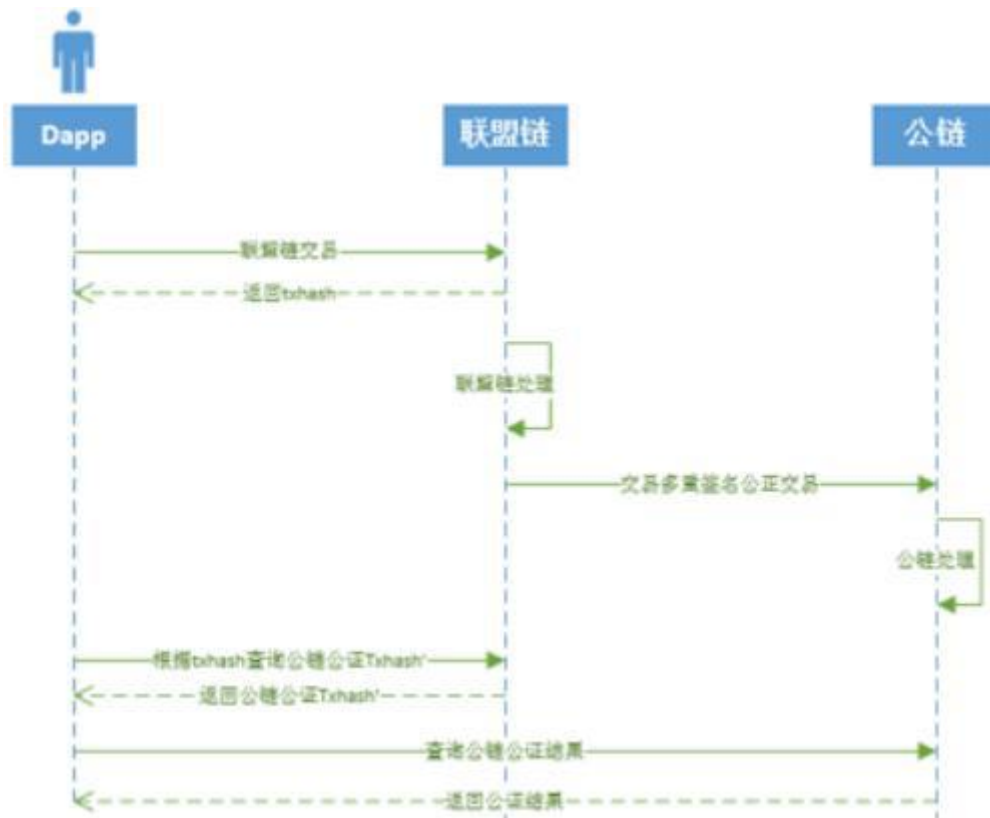 Dapp
联盟链
公链
联盟链交易
返回txhash
联盟链处理
交易多重签名公正交易
公链处理
根据txhash查询公链公证Txhash'
返回公链公证Txhash'
查询公链公证结果
返回公证结果